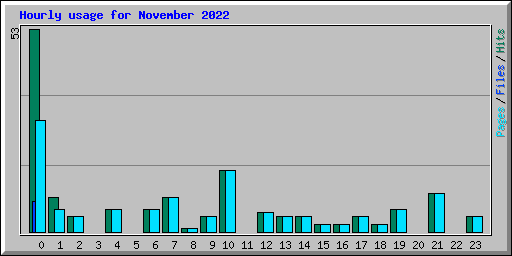 Hourly usage for November 2022
53
Pages/Files/Hits
0 1 2 3 4 5 6 7 8 9 10 11 12 13 14 15 16 17 18 19 20 21 22 23